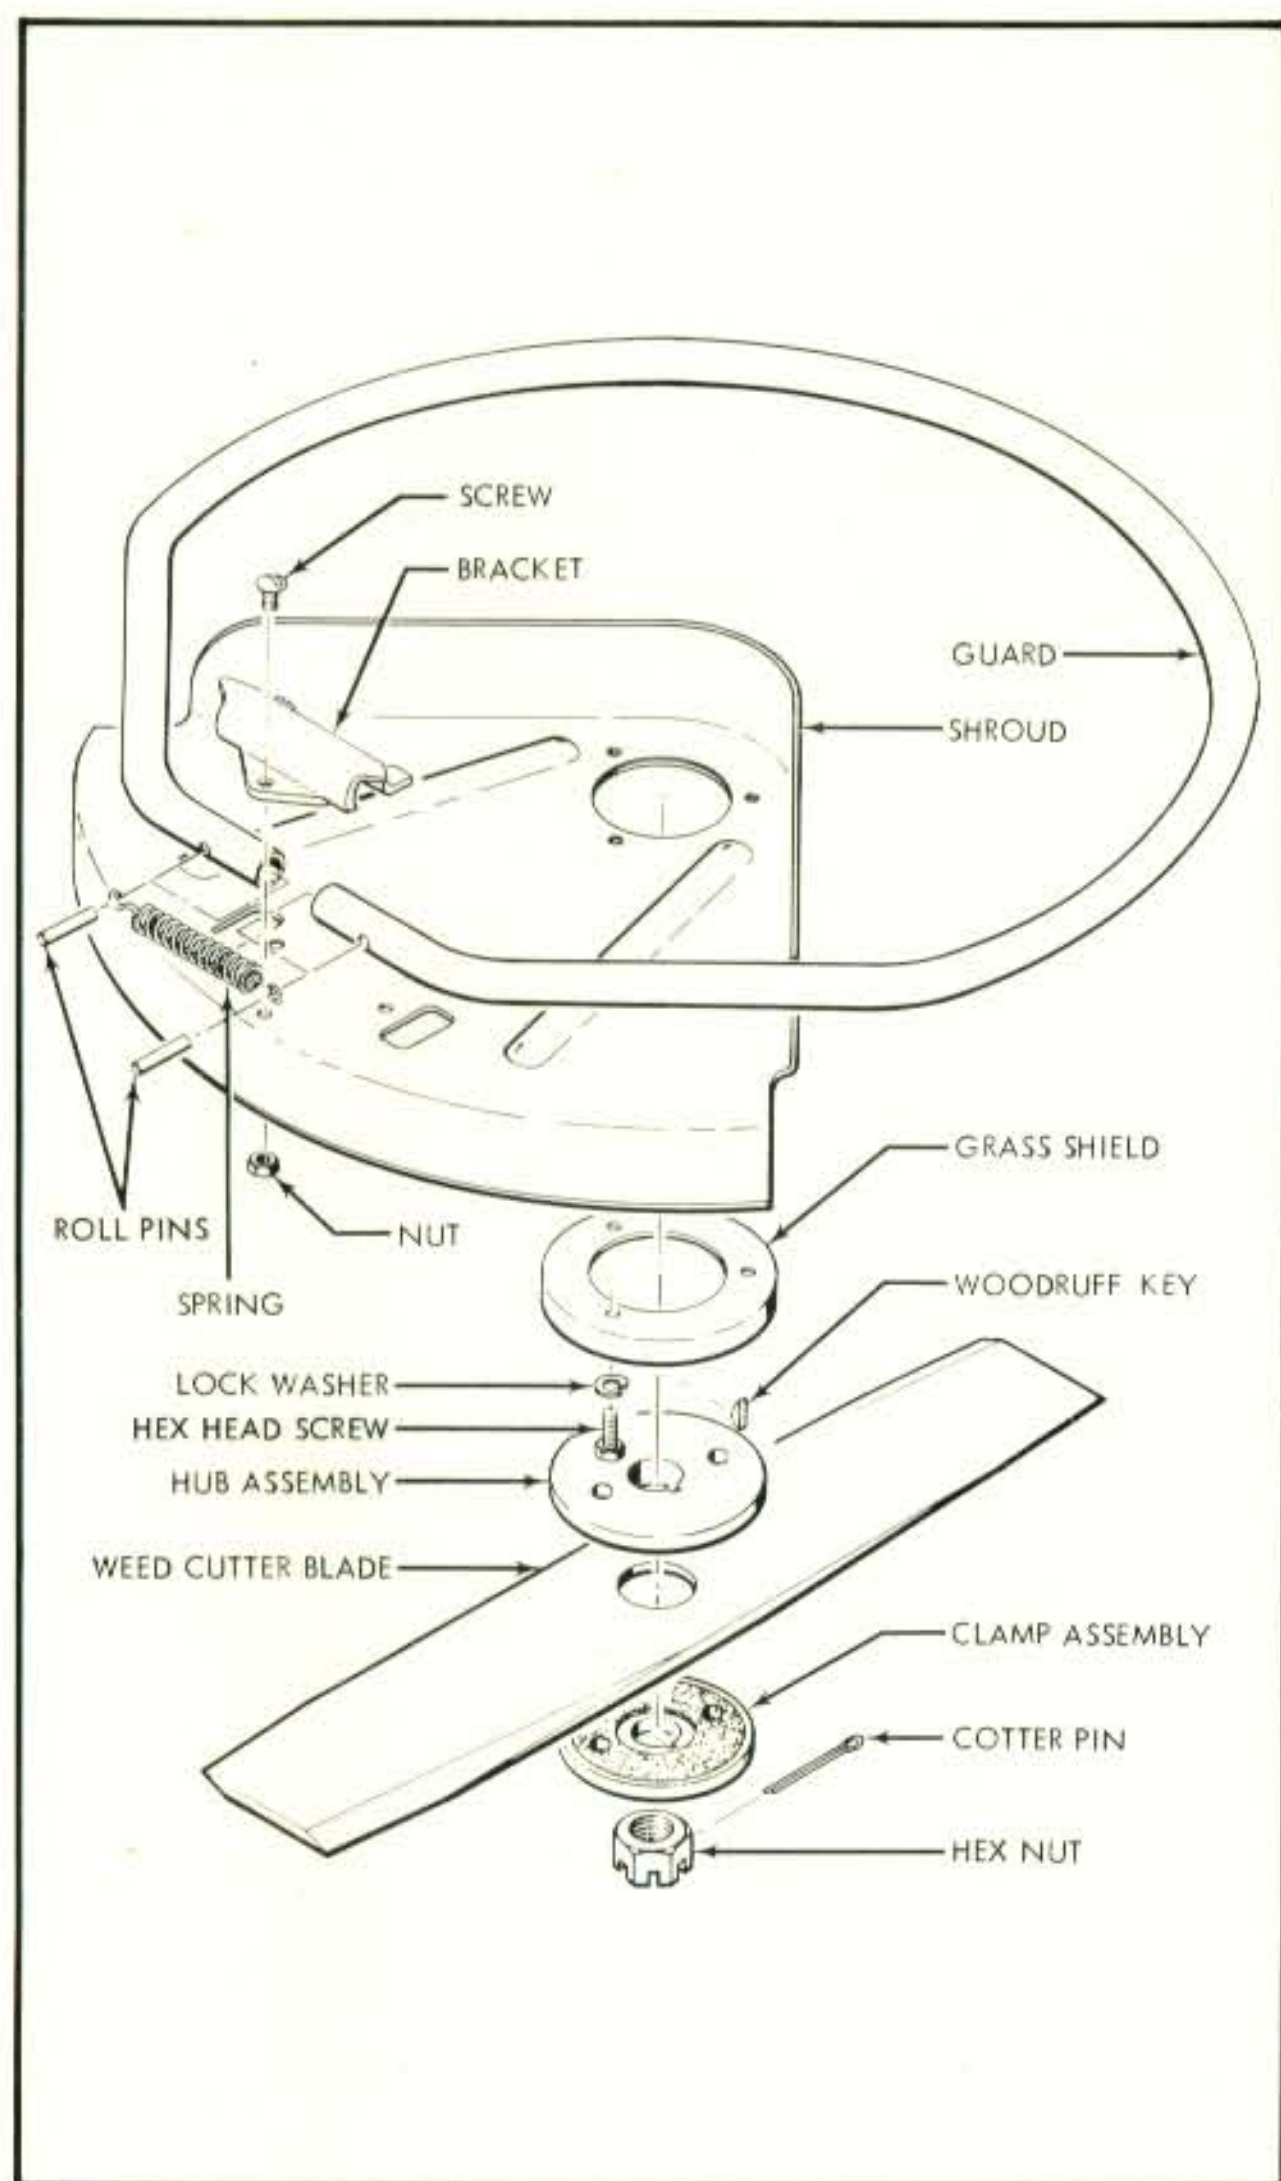 SCREW
BRACKET
GUARD
SHROUD
GRASS SHIELD
ROLL PINS
NUT
WOODRUFF KEY
SPRING
LOCK WASHER
HEX HEAD SCREW
HUB ASSEMBLY
WEED CUTTER BLADE
CLAMP ASSEMBLY
COTTER PIN
HEX NUT